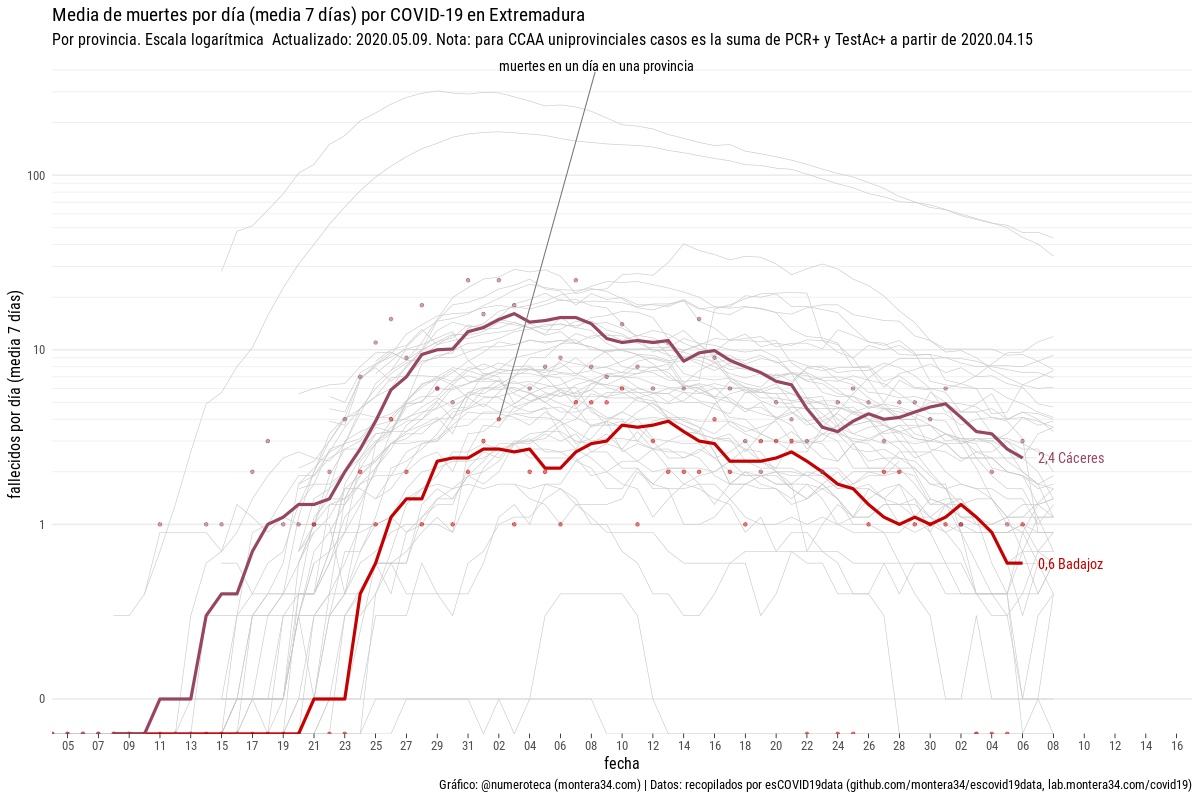 Media de muertes por día (media 7 días) por COVID-19 en Extremadura
Por provincia. Escala logarítmica  Actualizado: 2020.05.09. Nota: para CCAA uniprovinciales casos es la suma de PCR+ y TestAc+ a partir de 2020.04.15
muertes en un día en una provincia
fallecidos por día (media 7 días)
100
10
1
0
2,4 Cáceres
0,6 Badajoz
05 07 09 11 13 15 17 19 21 23 25 27 29 31 02 04 06 08 10 12 14 16 18 20 22 24 26 28 30 02 04 06 08 10 12 14 16
fecha
Gráfico: @numeroteca (montera34.com) | Datos: recopilados por esCOVID19data (github.com/montera34/escovid19data, lab.montera34.com/covid19)